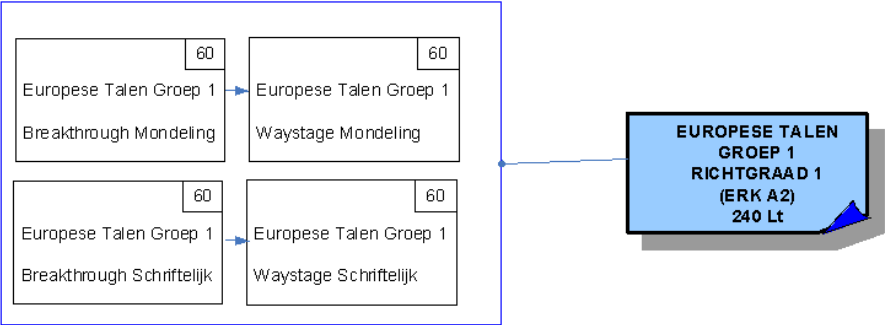 60
Europese Talen Groep 1
Breakthrough Mondeling
60
Europese Talen Groep 1
Waystage Mondeling
60
Europese Talen Groep 1
Breakthrough Schriftelijk
60
Europese Talen Groep 1
Waystage Schriftelijk
EUROPESE TALEN
GROEP 1
RICHTGRAAD 1
(ERK A2)
240 Lt